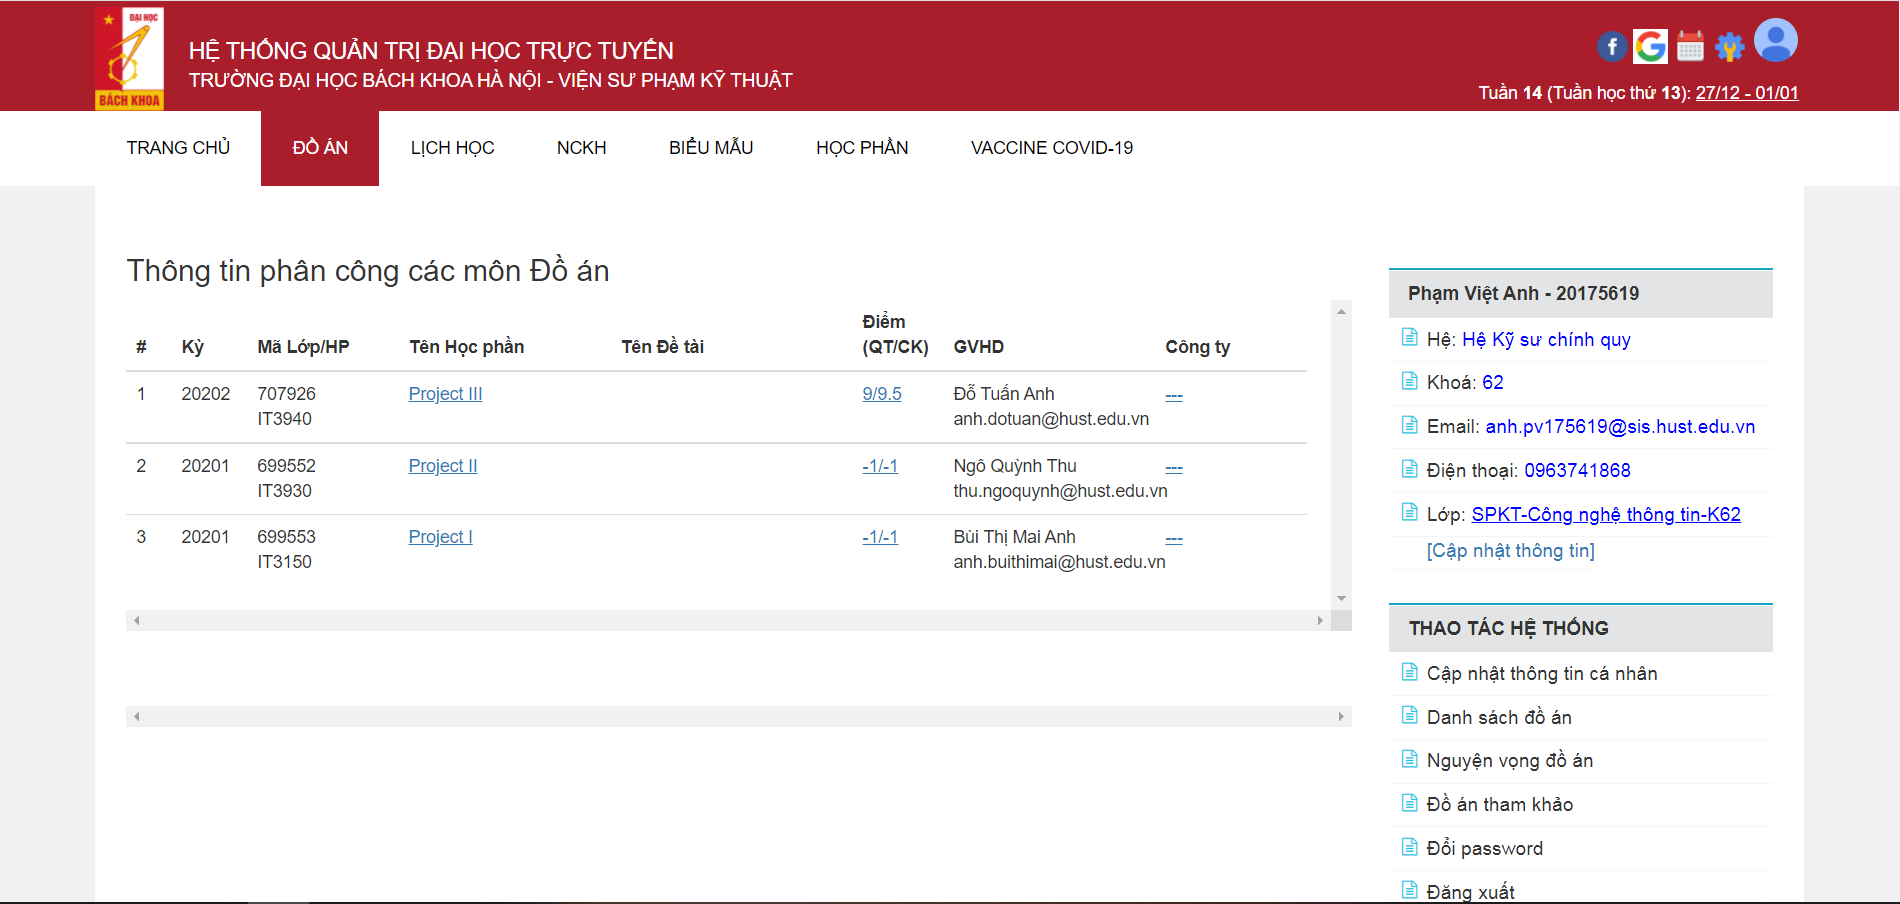 ĐẠI HỌC
BÁCH KHOA
HỆ THỐNG QUẢN TRỊ ĐẠI HỌC TRỰC TUYẾN
TRƯỜNG ĐẠI HỌC BÁCH KHOA HÀ NỘI - VIỆN SƯ PHẠM KỸ THUẬT
Tuần 14 (Tuần học thứ 13): 27/12 - 01/01
TRANG CHỦ ĐỒ ÁN LỊCH HỌC NCKH BIỂU MẪU HỌC PHẦN VACCINE COVID-19
Thông tin phân công các môn Đồ án
# Kỳ Mã Lớp/HP Tên Học phần Tên Đề tài Điểm (QT/CK) GVHD Công ty
1 20202 707926 Project III 9/9.5 Đỗ Tuấn Anh ---
IT3940 anh.dotuan@hust.edu.vn
2 20201 699552 Project II -1/-1 Ngô Quỳnh Thu ---
IT3930 thu.ngoquynh@hust.edu.vn
3 20201 699553 Project I -1/-1 Bùi Thị Mai Anh ---
IT3150 anh.buithimai@hust.edu.vn
Phạm Việt Anh - 20175619
Hệ: Hệ Kỹ sư chính quy
Khoá: 62
Email: anh.pv175619@sis.hust.edu.vn
Điện thoại: 0963741868
Lớp: SPKT-Công nghệ thông tin-K62
[Cập nhật thông tin]
THAO TÁC HỆ THỐNG
Cập nhật thông tin cá nhân
Danh sách đồ án
Nguyện vọng đồ án
Đồ án tham khảo
Đổi password
Đăng xuất